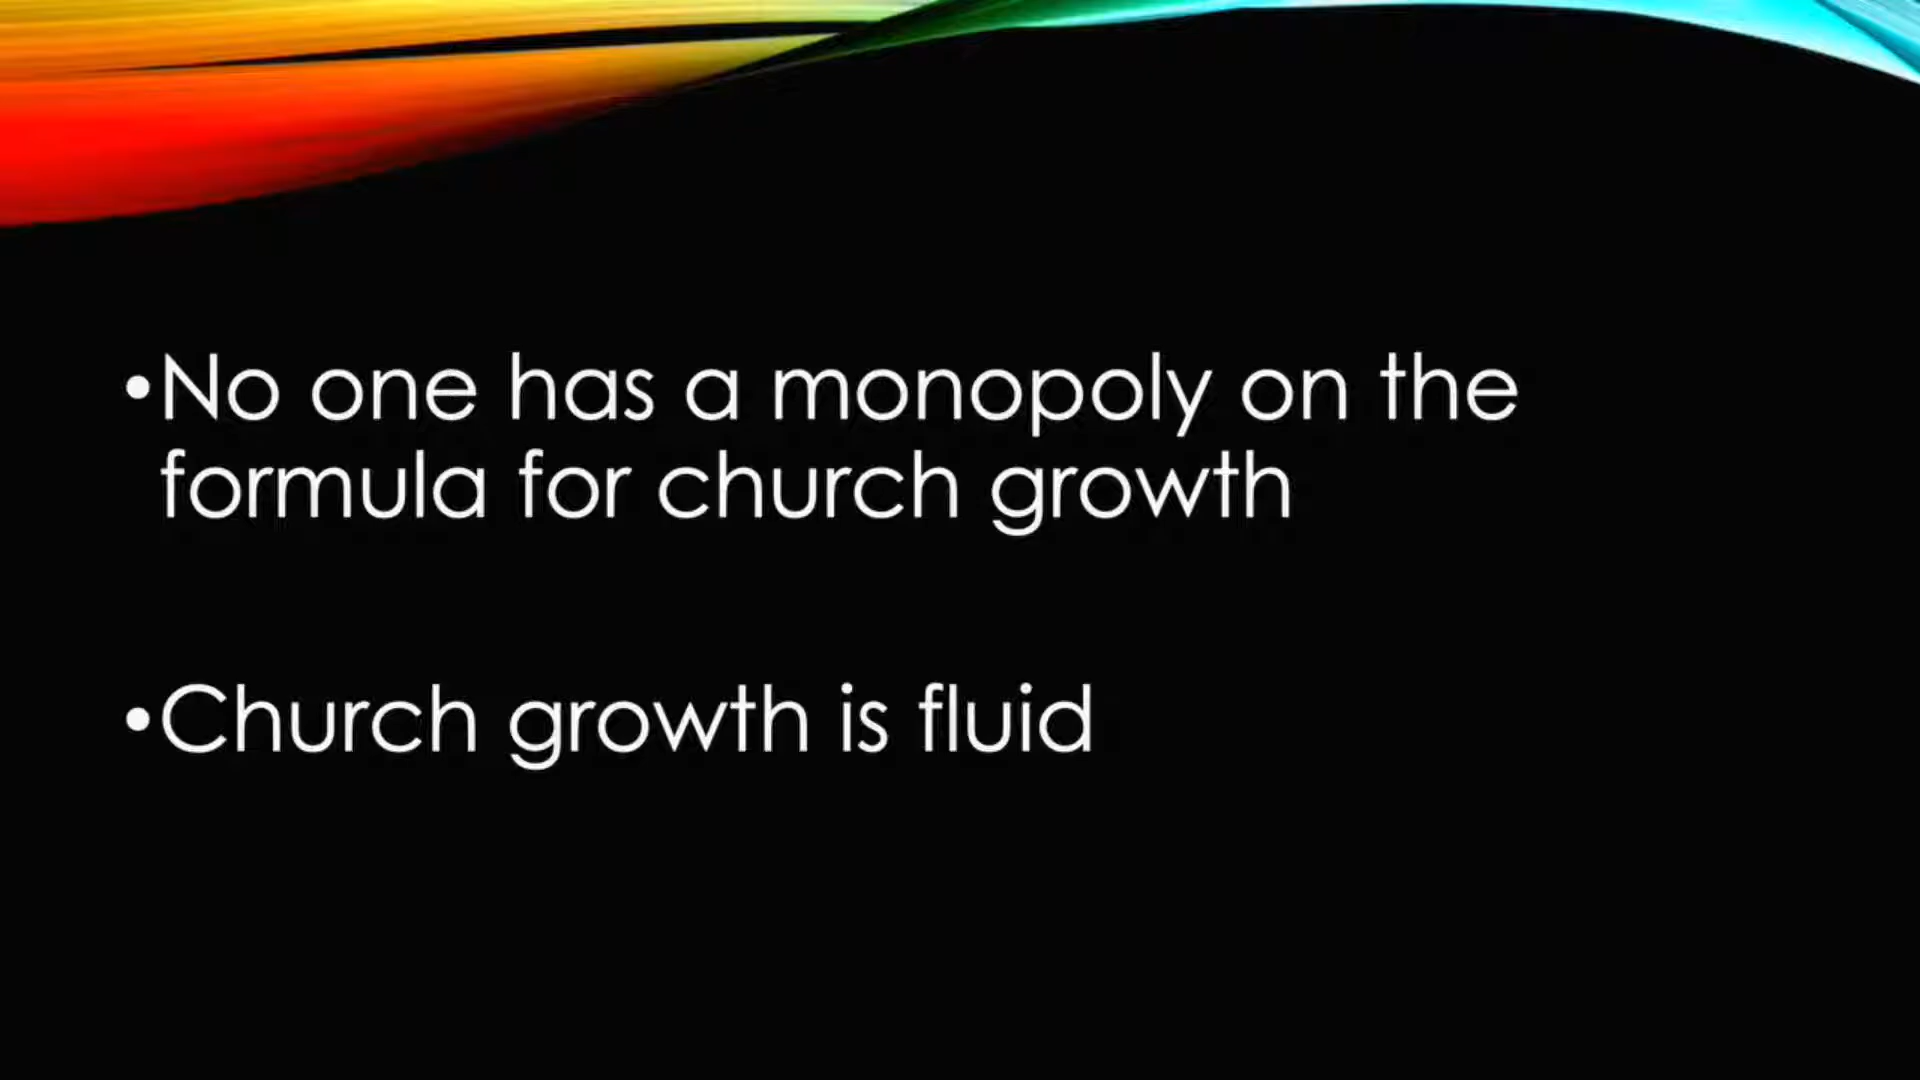 •No one has a monopoly on the
formula for church growth
•Church growth is fluid